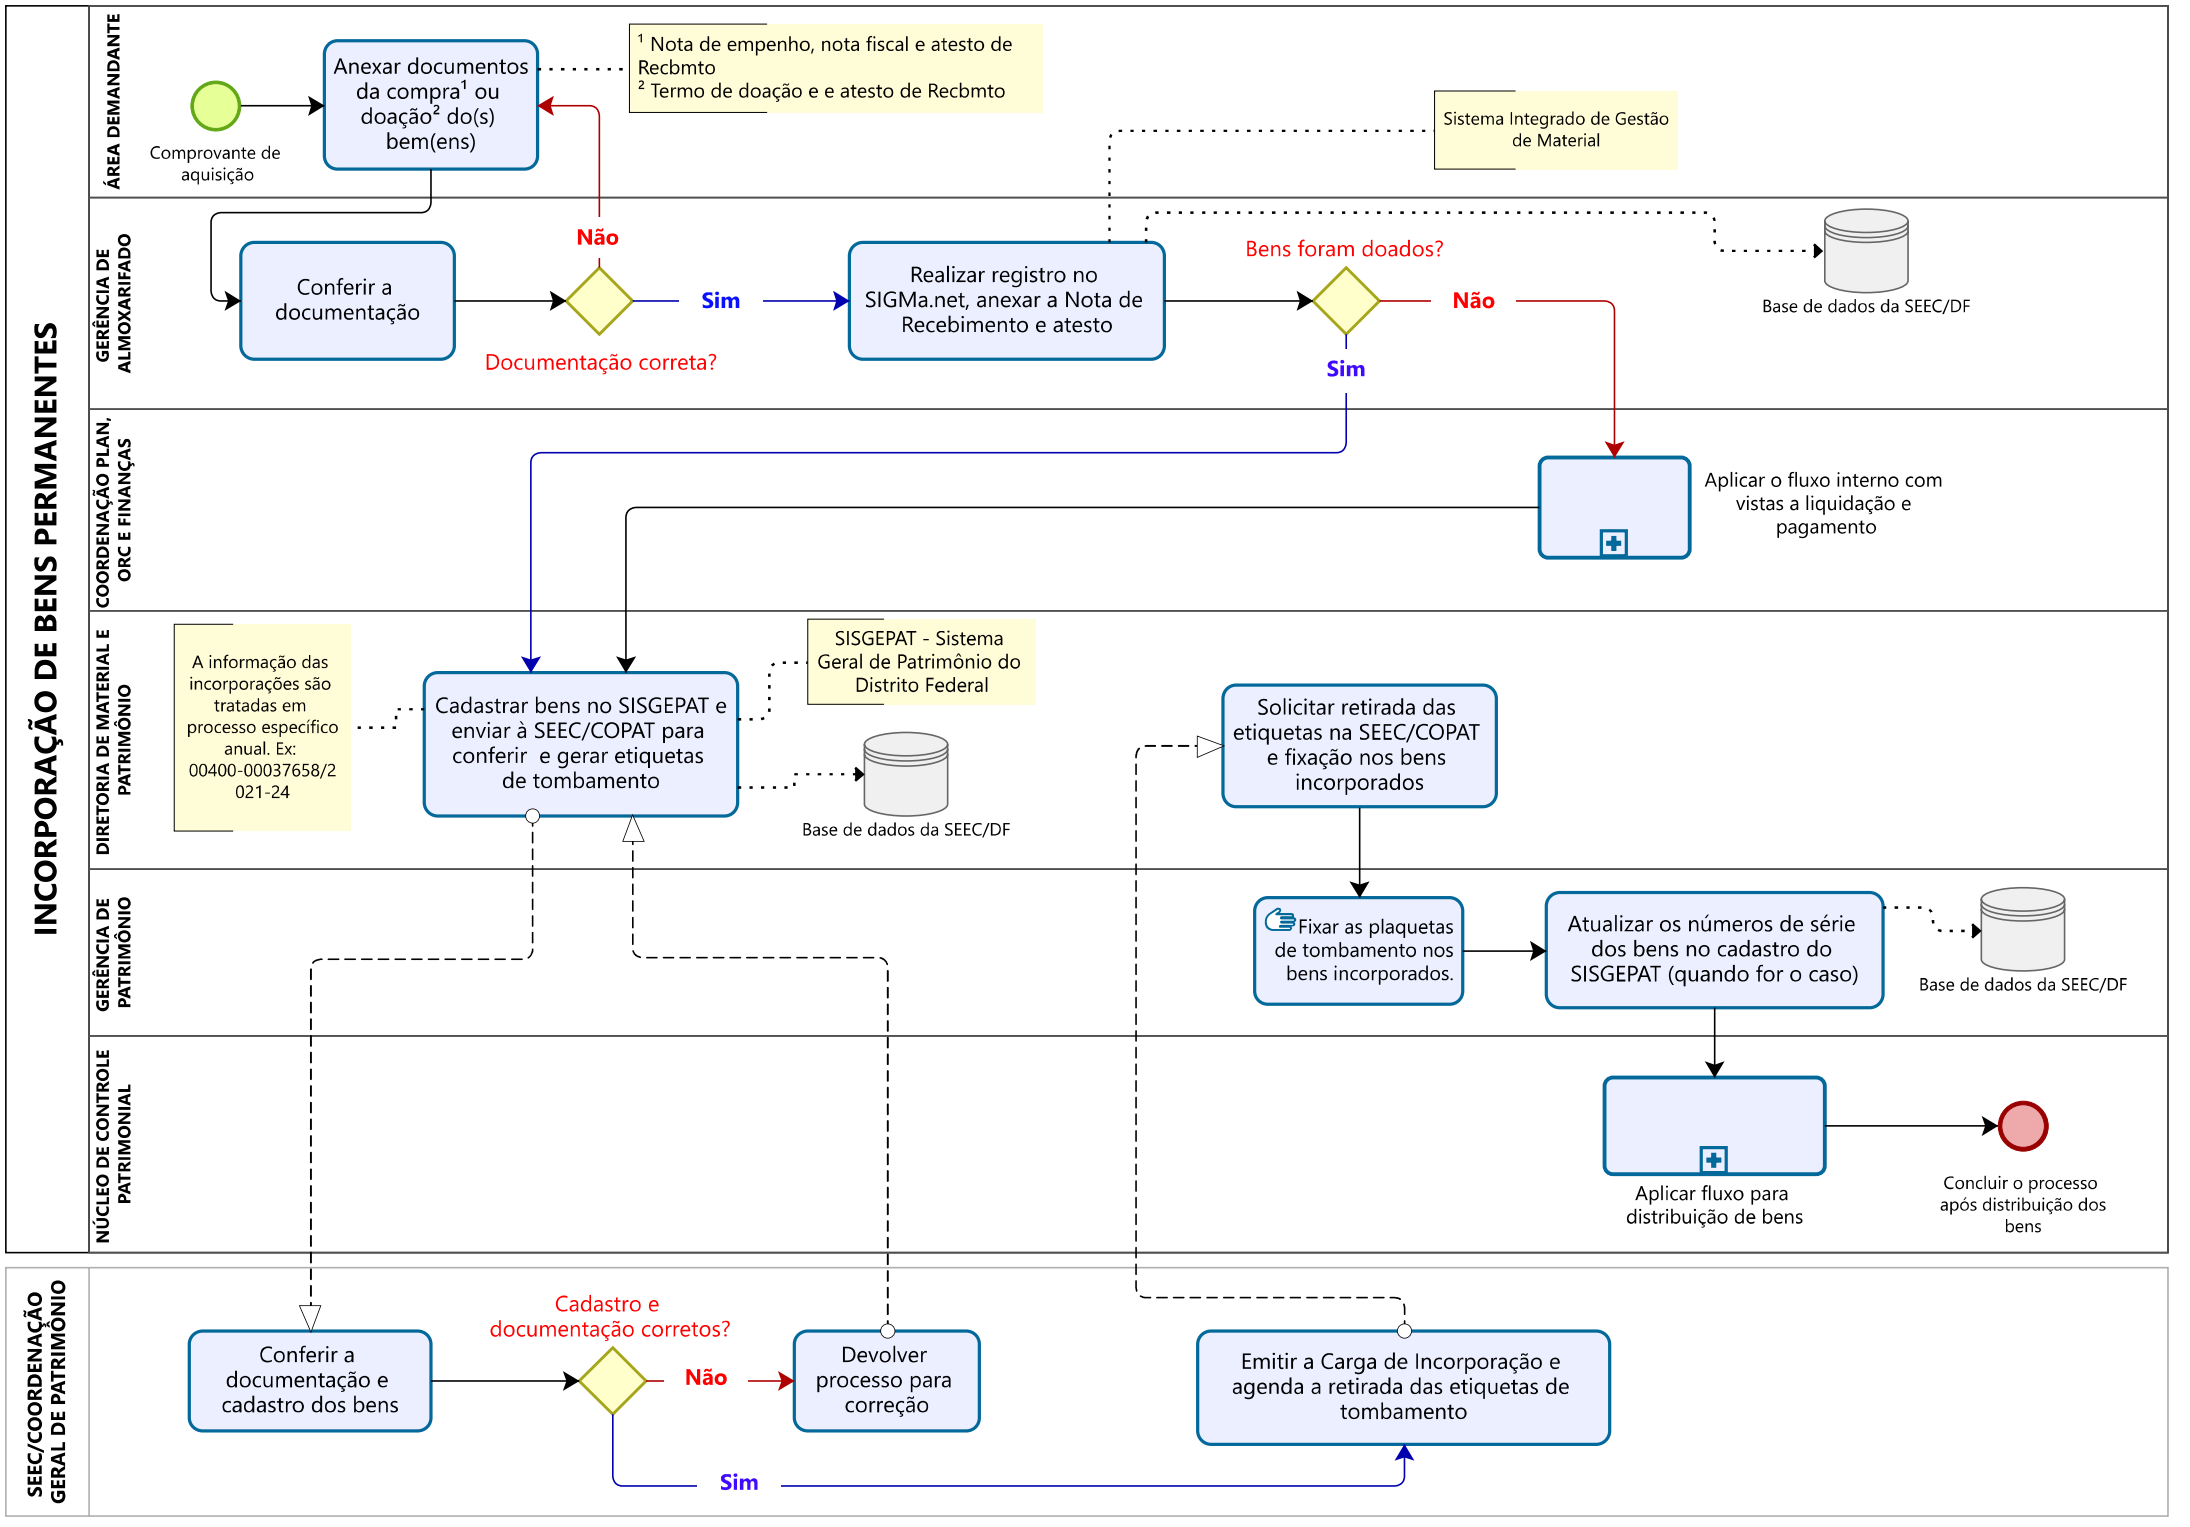 INCORPORAÇÃO DE BENS PERMANENTES
ÁREA DEMANDANTE
Comprovante de
aquisição
Anexar documentos
da compra¹ ou
doação² do(s)
bem(ens)
¹ Nota de empenho, nota fiscal e atesto de
Recbmto
² Termo de doação e e atesto de Recbmto
Sistema Integrado de Gestão
de Material
GERÊNCIA DE
ALMOXARIFADO
Conferir a
documentação
Não
Documentação correta?
Sim
Realizar registro no
SIGMa.net, anexar a Nota de
Recebimento e atesto
Bens foram doados?
Não
Sim
Base de dados da SEEC/DF
COORDENAÇÃO PLAN,
ORC E FINANÇAS
Aplicar o fluxo interno com
vistas a liquidação e
pagamento
DIRETORIA DE MATERIAL E
PATRIMÔNIO
A informação das
incorporações são
tratadas em
processo específico
anual. Ex:
00400-00037658/2
021-24
Cadastrar bens no SISGEPAT e
enviar à SEEC/COPAT para
conferir  e gerar etiquetas
de tombamento
SISGEPAT - Sistema
Geral de Patrimônio do
Distrito Federal
Base de dados da SEEC/DF
Solicitar retirada das
etiquetas na SEEC/COPAT
e fixação nos bens
incorporados
GERÊNCIA DE
PATRIMÔNIO
Fixar as plaquetas
de tombamento nos
bens incorporados.
Atualizar os números de série
dos bens no cadastro do
SISGEPAT (quando for o caso)
Base de dados da SEEC/DF
NÚCLEO DE CONTROLE
PATRIMONIAL
Aplicar fluxo para
distribuição de bens
Concluir o processo
após distribuição dos
bens
SEEC/COORDENAÇÃO
GERAL DE PATRIMÔNIO
Conferir a
documentação e
cadastro dos bens
Cadastro e
documentação corretos?
Não
Sim
Devolver
processo para
correção
Emitir a Carga de Incorporação e
agenda a retirada das etiquetas de
tombamento